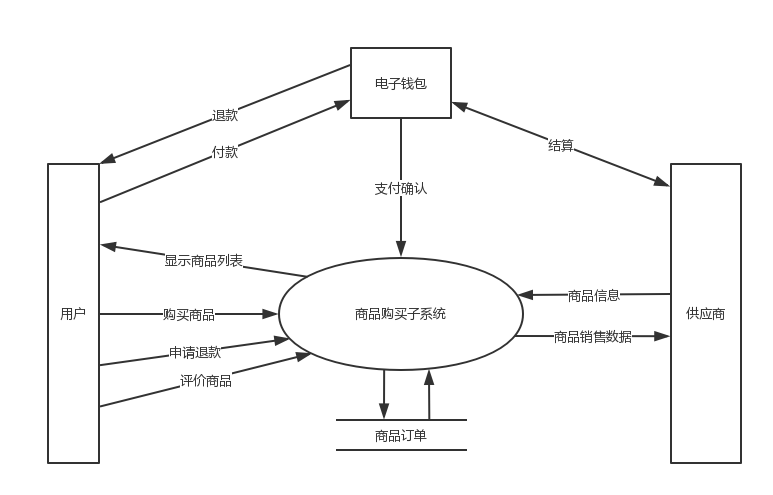 电子钱包
退款
付款
结算
支付确认
显示商品列表
用户
购买商品
商品购买子系统
商品信息
供应商
商品销售数据
申请退款
评价商品
商品订单